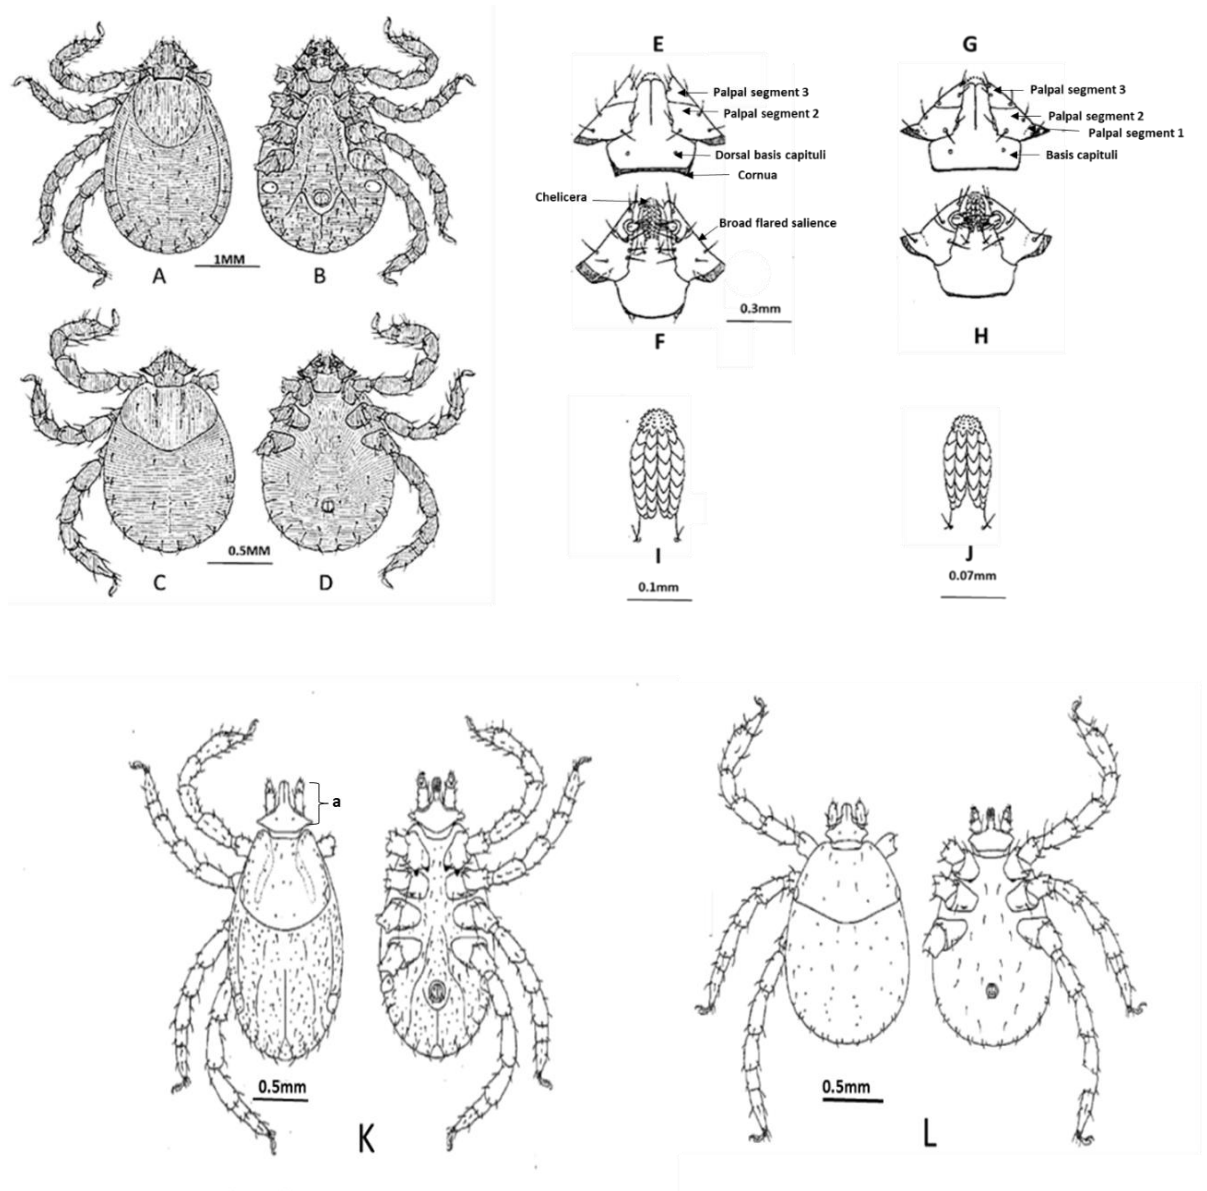 E
G
Palpal segment 3
Palpal segment 2
Dorsal basis capituli
Cornua
Palpal segment 3
Palpal segment 2
Palpal segment 1
Basis capituli
Chelicera
Broad flared salience
A
1MM
B
0.3mm
F
H
C
0.5MM
D
I
0.1mm
J
0.07mm
a
0.5mm
K
0.5mm
L